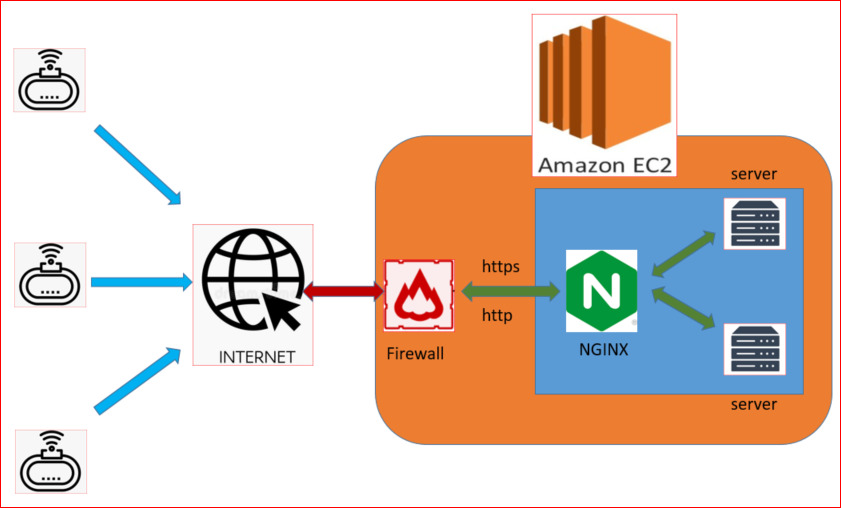 Amazon EC2
server
https
http
INTERNET
Firewall
N
NGINX
server